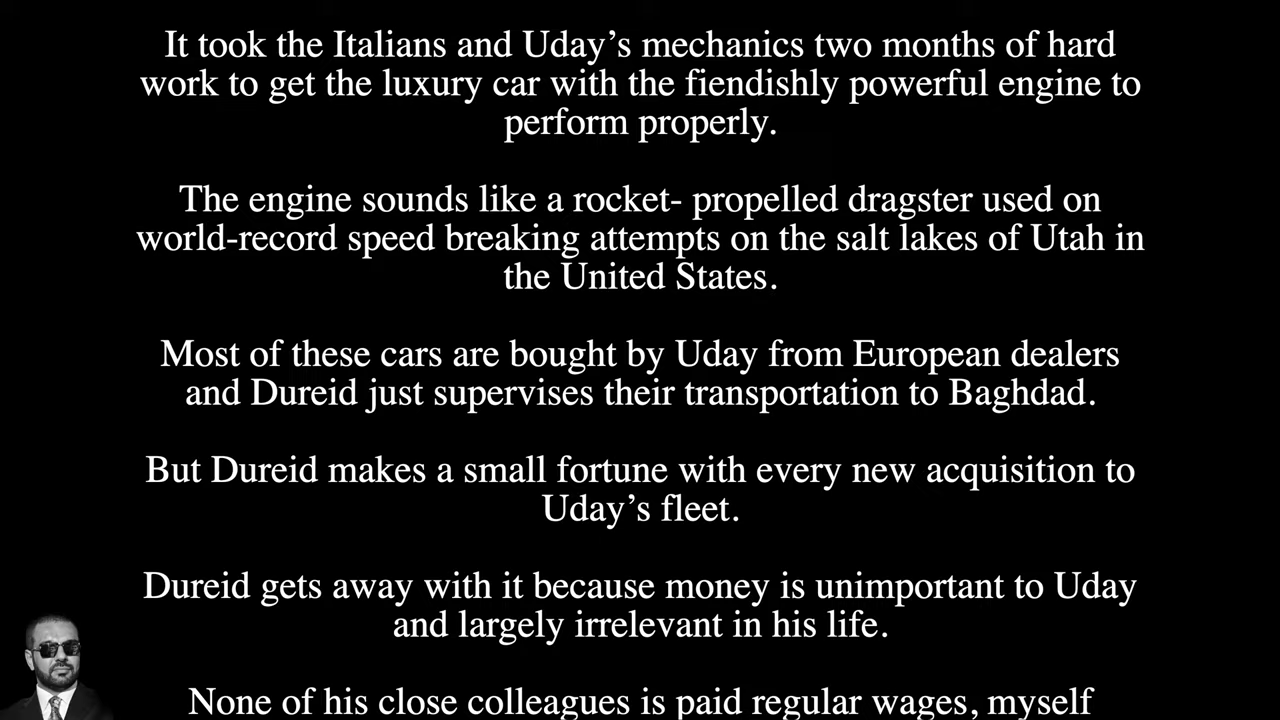 It took the Italians and Uday’s mechanics two months of hard
work to get the luxury car with the fiendishly powerful engine to
perform properly.
The engine sounds like a rocket- propelled dragster used on
world-record speed breaking attempts on the salt lakes of Utah in
the United States.
Most of these cars are bought by Uday from European dealers
and Dureid just supervises their transportation to Baghdad.
But Dureid makes a small fortune with every new acquisition to
Uday’s fleet.
Dureid gets away with it because money is unimportant to Uday
and largely irrelevant in his life.
None of his close colleagues is paid regular wages, myself